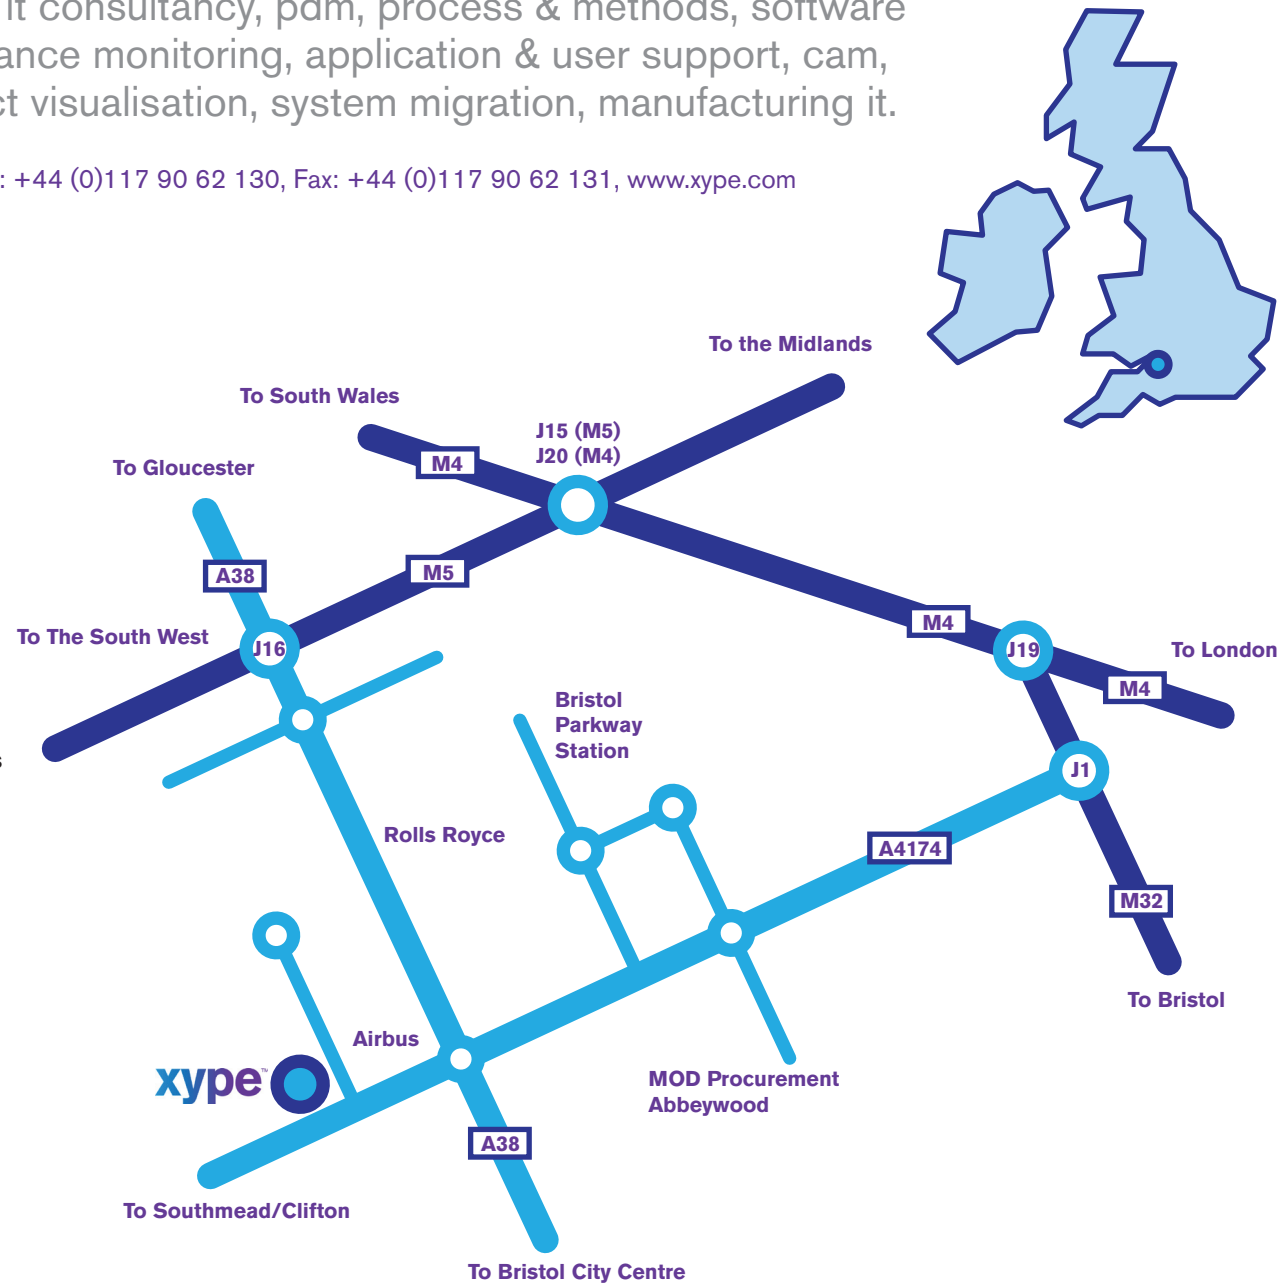 it consultancy, pdm, process & methods, software
ance monitoring, application & user support, cam,
ct visualisation, system migration, manufacturing it.
: +44 (0)117 90 62 130, Fax: +44 (0)117 90 62 131, www.xype.com
To the Midlands
To South Wales
J15 (M5)
J20 (M4)
M4
To Gloucester
A38
M5
To The South West
J16
M4
J19
To London
M4
Bristol
Parkway
Station
s
J1
Rolls Royce
A4174
M32
To Bristol
Airbus
xype™
MOD Procurement
Abbeywood
A38
To Southmead/Clifton
To Bristol City Centre